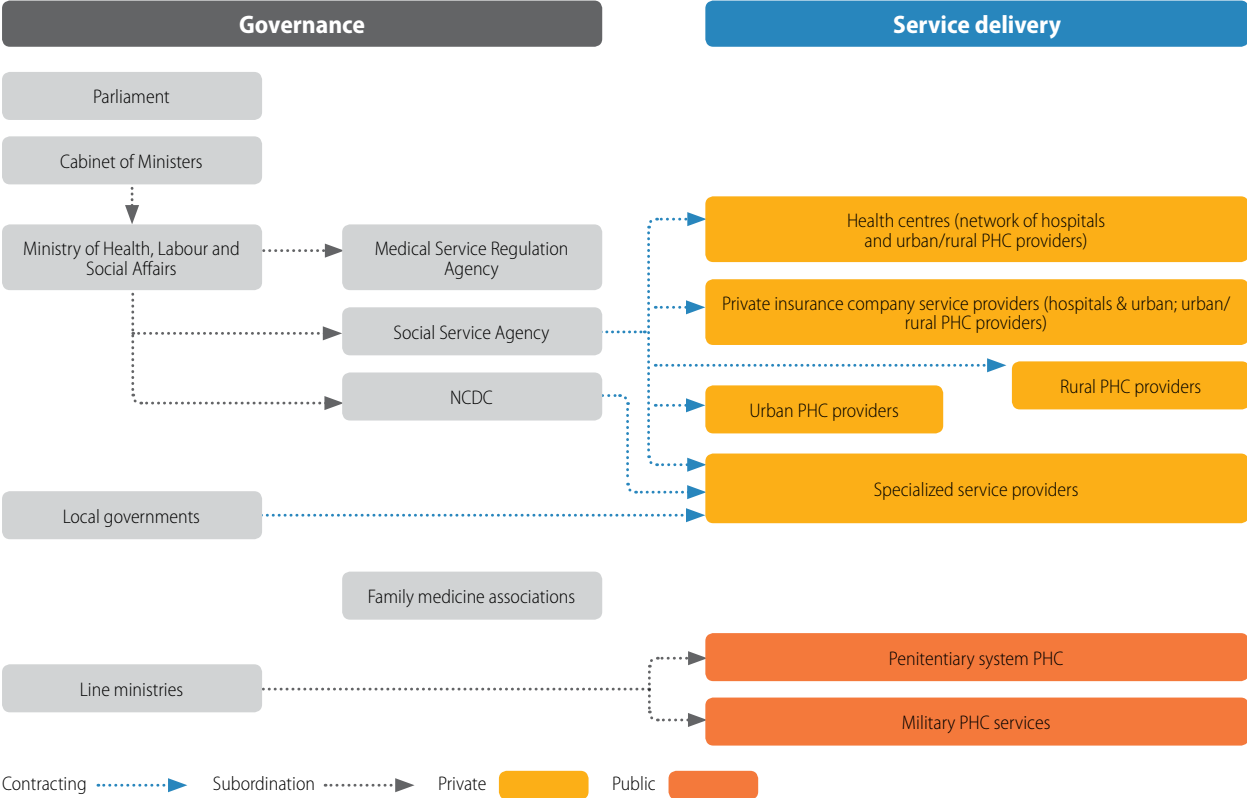 Governance
Service delivery
Parliament
Cabinet of Ministers
Ministry of Health, Labour and
Social Affairs
Medical Service Regulation
Agency
Social Service Agency
NCDC
Health centres (network of hospitals
and urban/rural PHC providers)
Private insurance company service providers (hospitals & urban; urban/
rural PHC providers)
Rural PHC providers
Urban PHC providers
Specialized service providers
Local governments
Family medicine associations
Line ministries
Penitentiary system PHC
Military PHC services
Contracting
Subordination
Private
Public